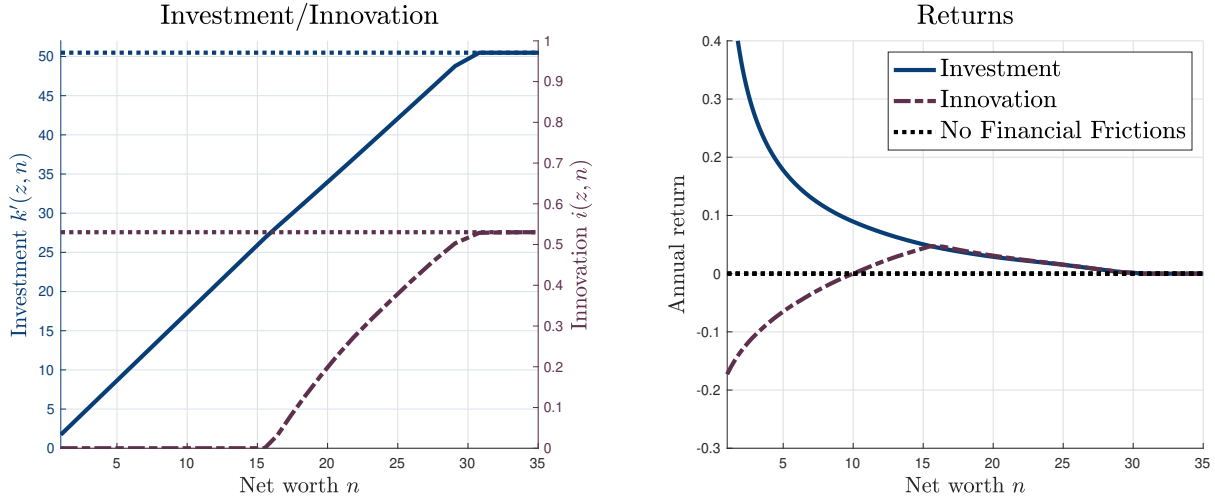 Investment/Innovation
50
45
40
35
30
25
20
15
10
5
0
Investment k′(z, n)
1
0.9
0.8
0.7
0.6
0.5
0.4
0.3
0.2
0.1
0
Innovation i(z, n)
5 10 15 20 25 30 35
Net worth n
Returns
0.4
0.3
0.2
0.1
0
-0.1
-0.2
-0.3
Annual return
Investment
Innovation
No Financial Frictions
5 10 15 20 25 30 35
Net worth n